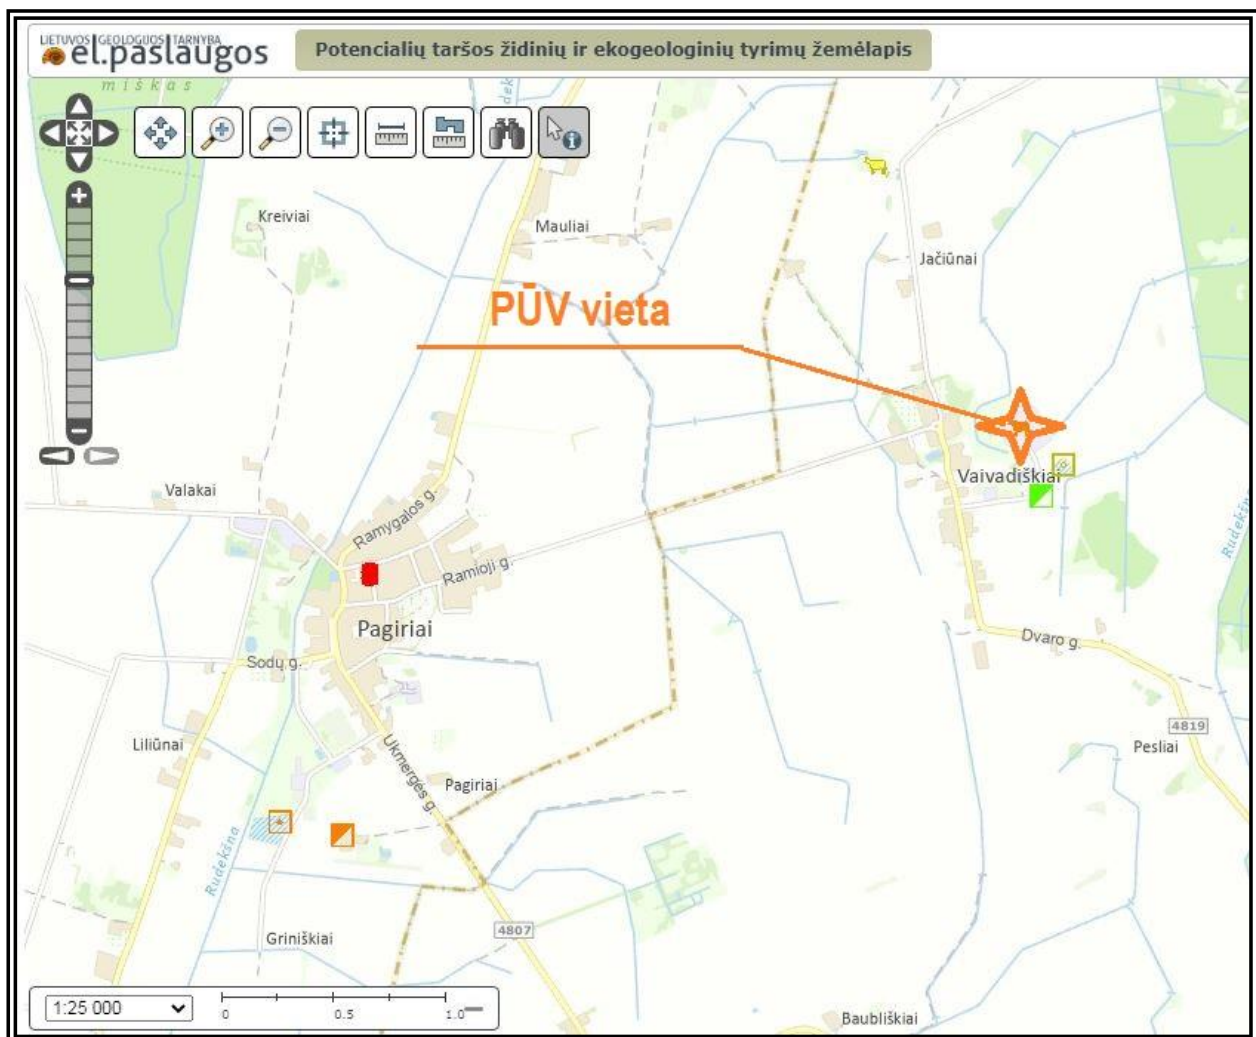 LIETUVOS GEOLOGIJOS TARNYBA
el.paslaugos
Potencialių taršos židinių ir ekogeologinių tyrimų žemėlapis
miškas
Kreiviai
Mauliai
Jačiūnai
PŪV vieta
Valakai
Vaivadiškiai
Ramygalos g.
Ramioji g.
Pagiriai
Rudekšna
Sodų g.
Dvaro g.
4819
Liliūnai
Pesliai
Ukmergės g.
Pagiriai
Rudekšna
4807
Griniškiai
1:25 000
0 0.5 1.0
Baubliškiai